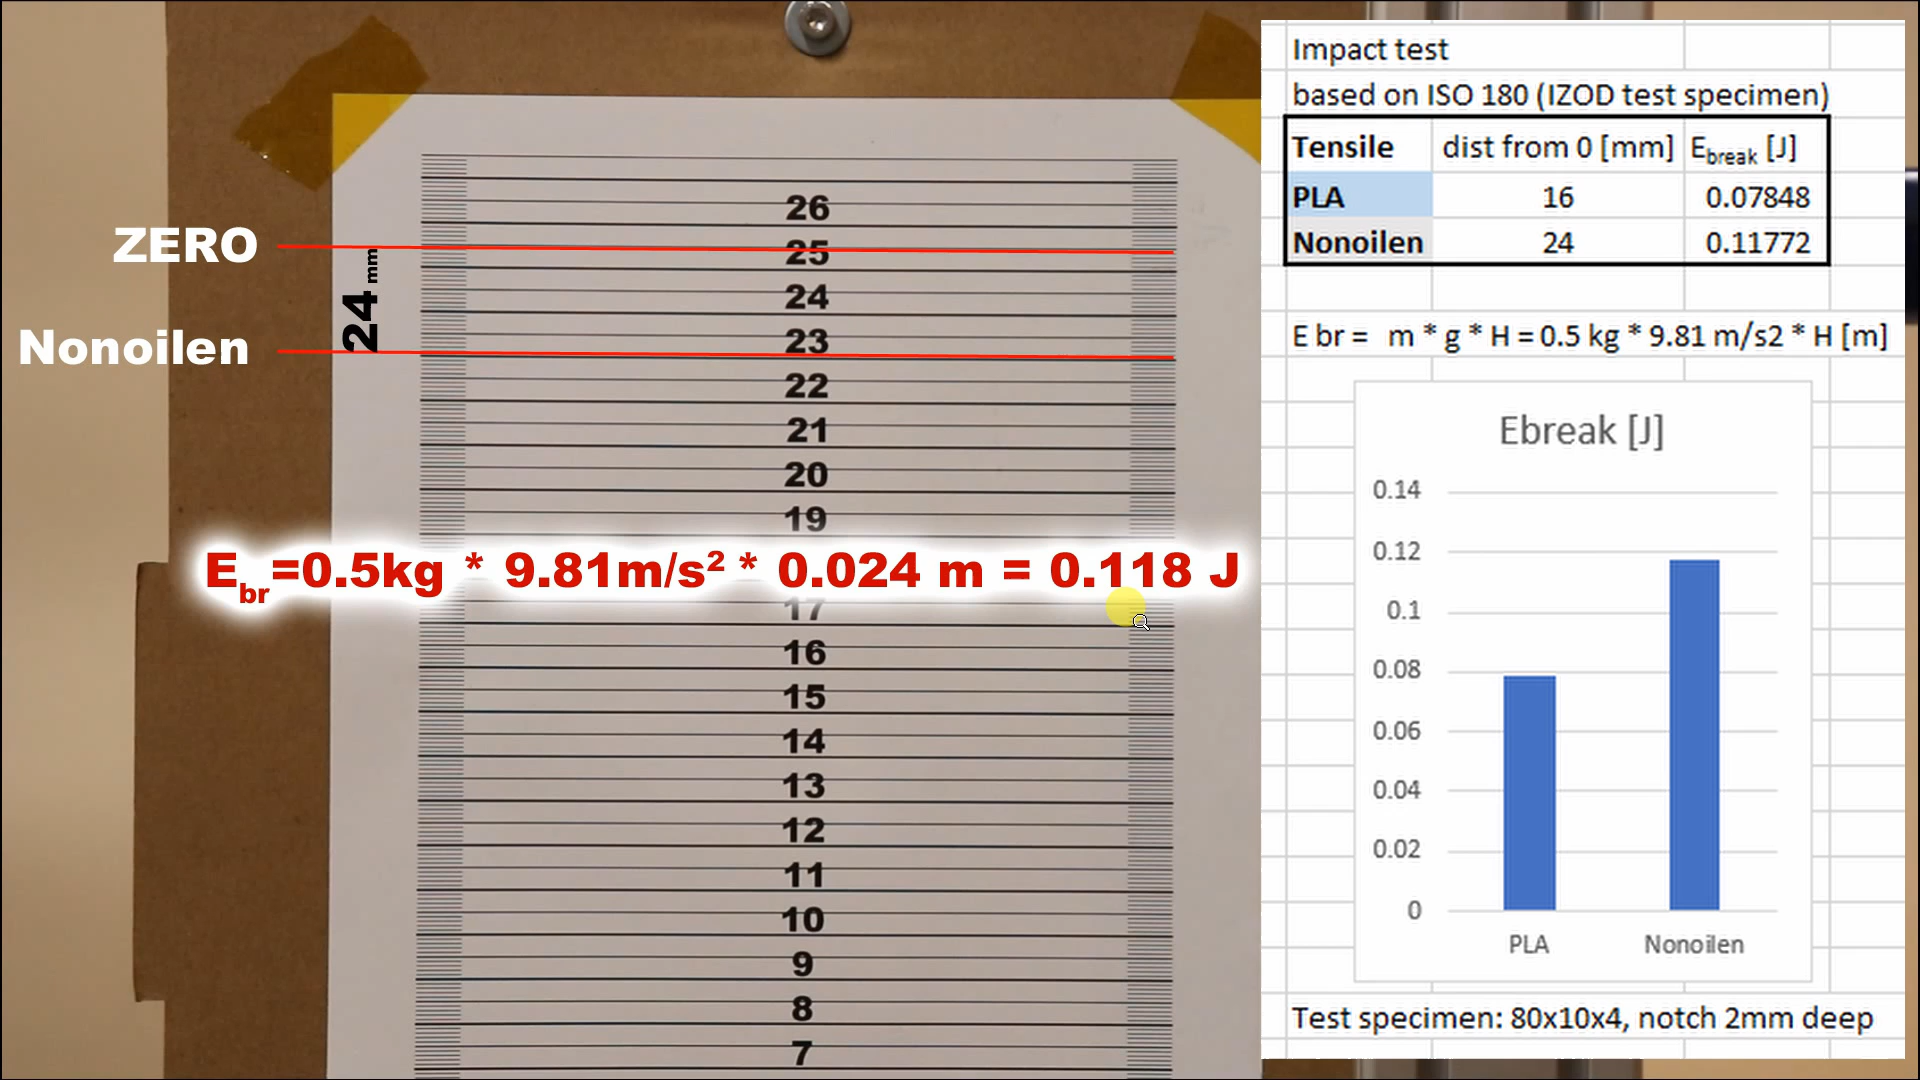 ZERO
24 mm
Nonoilen
26
25
24
23
22
21
20
19
E_br=0.5kg * 9.81m/s² * 0.024 m = 0.118 J
17
16
15
14
13
12
11
10
9
8
7
Impact test
based on ISO 180 (IZOD test specimen)
Tensile dist from 0 [mm] E_break [J]
PLA 16 0.07848
Nonoilen 24 0.11772
E br = m * g * H = 0.5 kg * 9.81 m/s2 * H [m]
Ebreak [J]
0.14
0.12
0.1
0.08
0.06
0.04
0.02
0
PLA Nonoilen
Test specimen: 80x10x4, notch 2mm deep